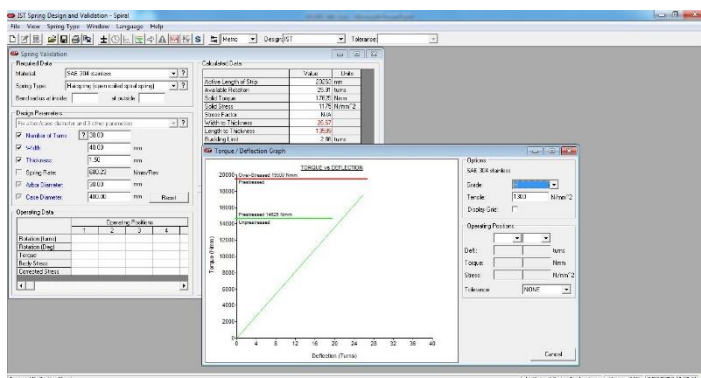 IST Spring Design and Validation - Spiral
File View Spring Type Window Language Help
Metric Design IST Tolerance
Spring Validation
Required Data
Material: SAE 304 stainless ?
Spring Type: Hairspring (open coiled spiral spring) ?
Bend radius at inside: at outside:
Design Parameters
?
Number of Turns ? 30.00
Width: 40.00 mm
Thickness: 1.50 mm
Spring Rate: Nmm/Rev
Arbor Diameter: 30.00 mm
Case Diameter: 400.00 mm Reset
Operating Data
Operating Positions
1 2 3 4
Rotation (turns)
Rotation (Deg)
Torque
Body Stress
Corrected Stress
Calculated Data
Value Units
Active Length of Strip mm
Available Rotation turns
Solid Torque Nmm
Solid Stress N/mm^2
Stress Factor N/A
Width to Thickness
Length to Thickness
Buckling Limit turns
Torque / Deflection Graph
TORQUE vs DEFLECTION
Torque (Nmm)
20000
18000
16000
14000
12000
10000
8000
6000
4000
2000
0
Over-Stressed 19500 Nmm
Prestressed
Prestressed 14625 Nmm
Unprestressed
0 4 8 12 16 20 24 28 32 36 40
Deflection (Turns)
Options
SAE 304 stainless
Grade:
Tensile: 1300 N/mm^2
Display Grid:
Operating Positions
Defl.: turns
Torque: Nmm
Stress: N/mm^2
Tolerance: NONE
Cancel